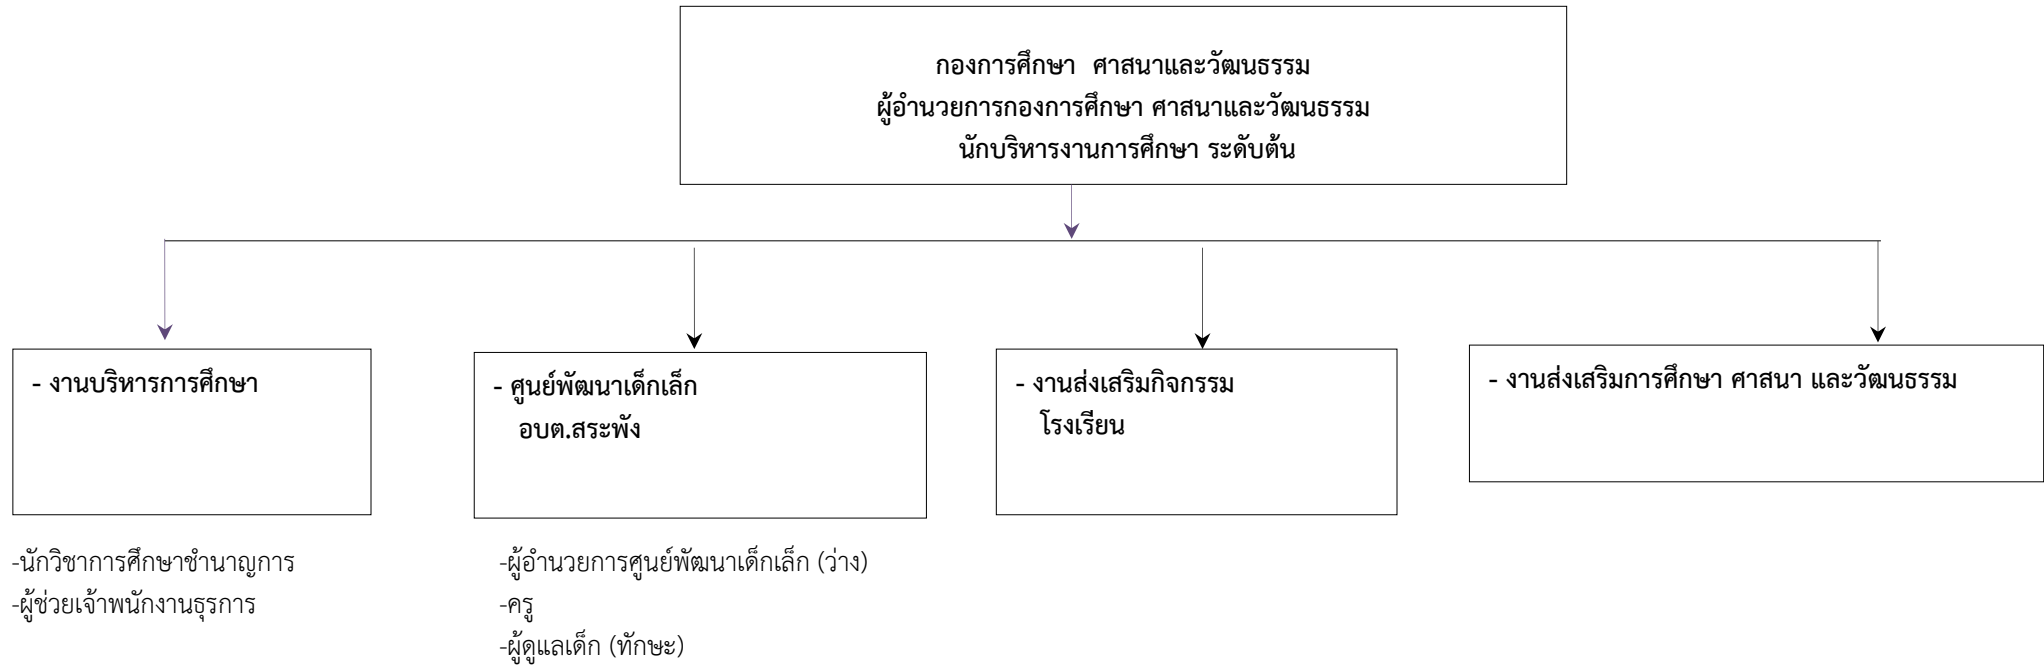 กองการศึกษา ศาสนาและวัฒนธรรม
ผู้อำนวยการกองการศึกษา ศาสนาและวัฒนธรรม
นักบริหารงานการศึกษา ระดับต้น
- งานบริหารการศึกษา
- ศูนย์พัฒนาเด็กเล็ก
อบต.สระพัง
- งานส่งเสริมกิจกรรม
โรงเรียน
- งานส่งเสริมการศึกษา ศาสนา และวัฒนธรรม
-นักวิชาการศึกษาชำนาญการ
-ผู้ช่วยเจ้าพนักงานธุรการ
-ผู้อำนวยการศูนย์พัฒนาเด็กเล็ก (ว่าง)
-ครู
-ผู้ดูแลเด็ก (ทักษะ)